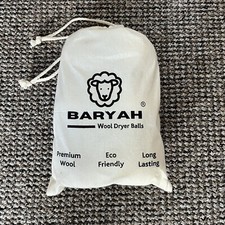 BARYAH®
Wool Dryer Balls
Premium Eco Long
Wool Friendly Lasting